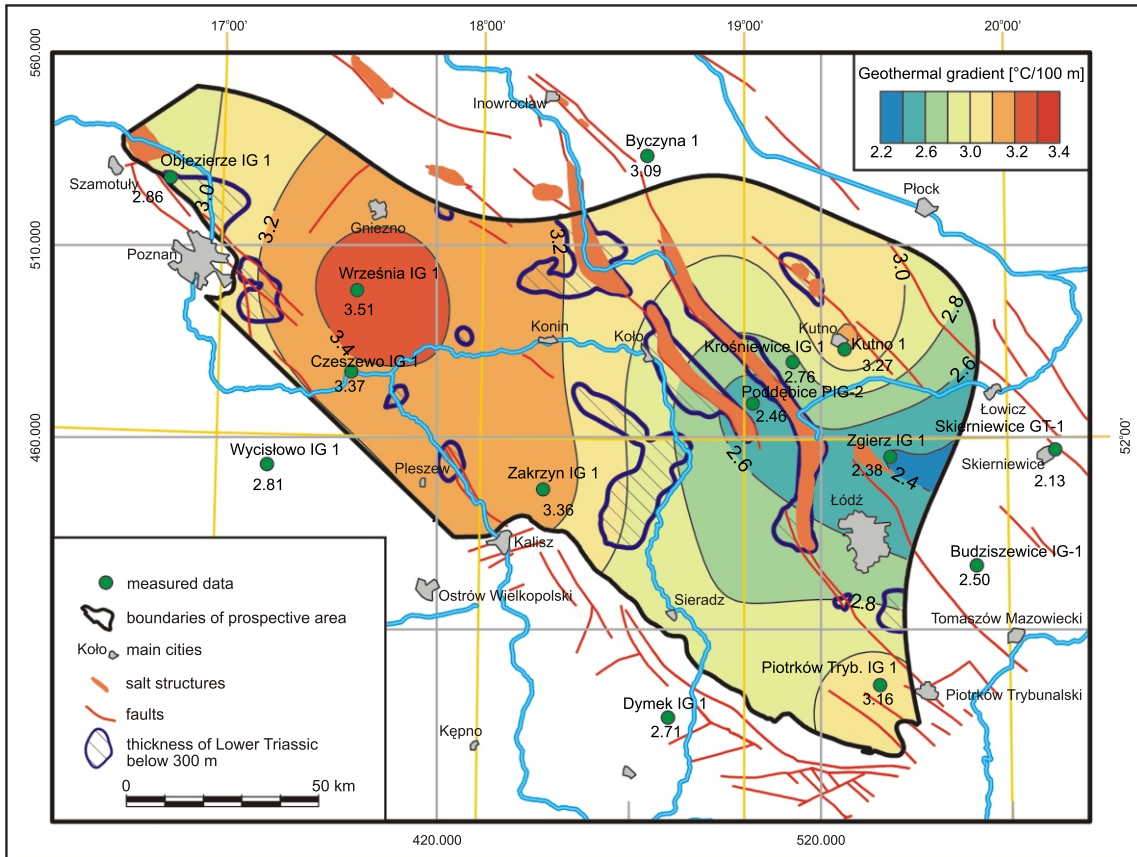 17°00′
18°00′
19°00′
20°00′
560.000
510.000
460.000
52°00′
420.000
520.000
Geothermal gradient [°C/100 m]
2.2 2.6 3.0 3.2 3.4
Inowrocław
Byczyna 1
3.09
Objezierze IG 1
Szamotuły
2.86
3.0
Płock
3.2
Gniezno
Poznań
3.2
3.0
Września IG 1
3.51
2.8
Konin
Koło
Kutno
Krośniewice IG 1
Kutno 1
3.4
2.76
3.27
2.6
Czeszewo IG 1
3.37
Poddębice PIG-2
2.46
Łowicz
Skierniewice GT-1
Wycisłowo IG 1
2.81
Zgierz IG 1
2.6
2.38
2.4
Skierniewice
2.13
Pleszew
Zakrzyn IG 1
3.36
Łódź
Kalisz
Budziszewice IG-1
2.50
Ostrów Wielkopolski
Sieradz
2.8
Tomaszów Mazowiecki
Piotrków Tryb. IG 1
3.16
Piotrków Trybunalski
Dymek IG 1
2.71
Kępno
measured data
boundaries of prospective area
Koło main cities
salt structures
faults
thickness of Lower Triassic
below 300 m
0 50 km